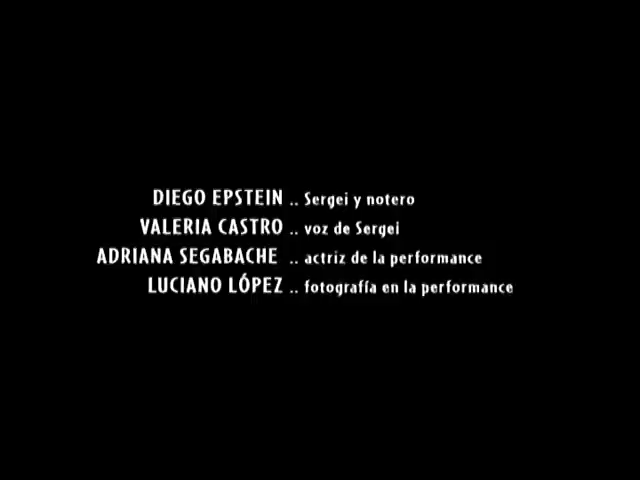 DIEGO EPSTEIN .. Sergei y notero
VALERIA CASTRO .. voz de Sergei
ADRIANA SEGABACHE .. actriz de la performance
LUCIANO LÓPEZ .. fotografía en la performance